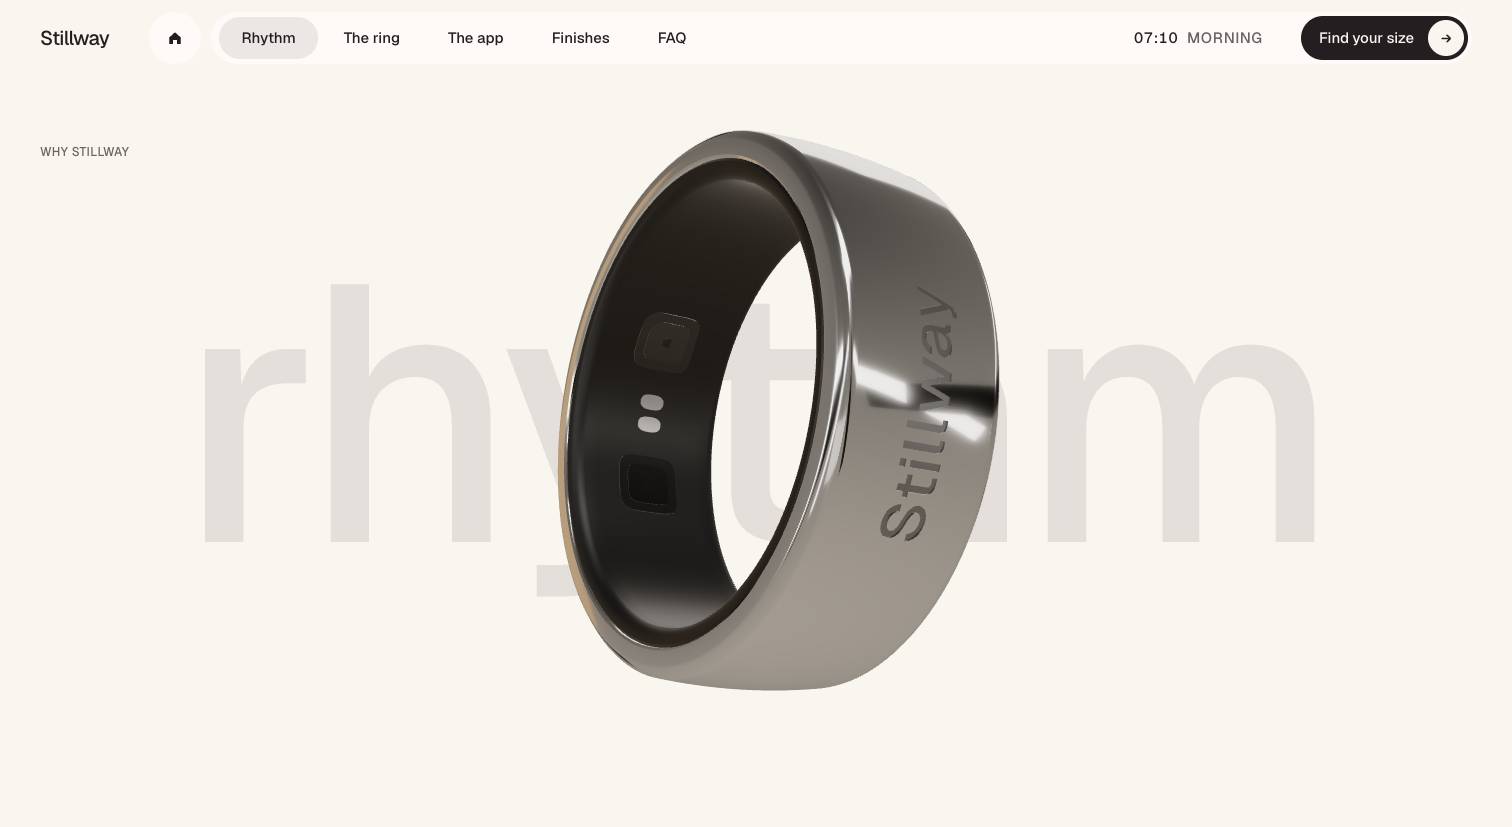 Stillway
Rhythm
The ring
The app
Finishes
FAQ
07:10 MORNING
Find your size
WHY STILLWAY
rhythm
Stillway